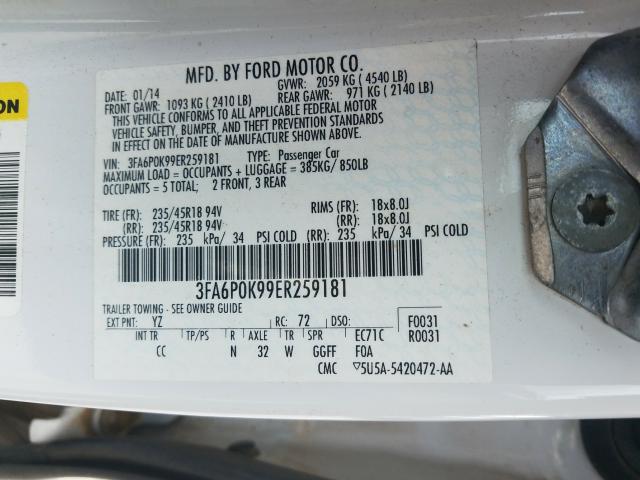 MFD. BY FORD MOTOR CO.
DATE: 01/14 GVWR: 2059 KG ( 4540 LB)
FRONT GAWR: 1093 KG ( 2410 LB) REAR GAWR: 971 KG ( 2140 LB)
THIS VEHICLE CONFORMS TO ALL APPLICABLE FEDERAL MOTOR
VEHICLE SAFETY, BUMPER, AND THEFT PREVENTION STANDARDS
IN EFFECT ON THE DATE OF MANUFACTURE SHOWN ABOVE.
VIN: 3FA6P0K99ER259181 TYPE: Passenger Car
MAXIMUM LOAD = OCCUPANTS + LUGGAGE = 385KG/ 850LB
OCCUPANTS = 5 TOTAL; 2 FRONT, 3 REAR
TIRE (FR): 235/45R18 94V RIMS (FR): 18x8.0J
(RR): 235/45R18 94V (RR): 18x8.0J
PRESSURE (FR): 235 kPa/ 34 PSI COLD (RR): 235 kPa/ 34 PSI COLD
3FA6P0K99ER259181
TRAILER TOWING - SEE OWNER GUIDE
EXT PNT: YZ RC: 72 DSO: F0031
INT TR TP/PS R AXLE TR SPR EC71C R0031
CC N 32 W GGFF F0A
CMC ▽5U5A-5420472-AA
ON